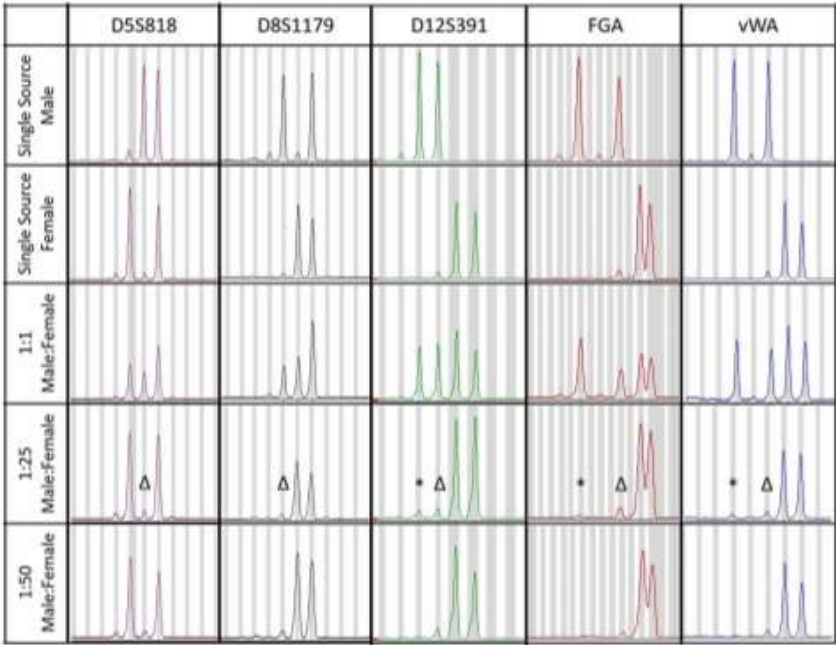 D5S818 D8S1179 D12S391 FGA vWA
Single Source
Male
Single Source
Female
1:1
Male:Female
1:25
Male:Female
Δ Δ * Δ * Δ * Δ
1:50
Male:Female